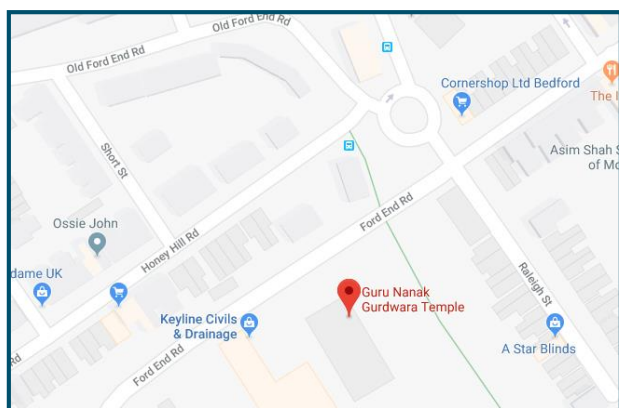 Old Ford End Rd
Old Ford End Rd
Cornershop Ltd Bedford
The I
Short St
Asim Shah S
of Mo
Ford End Rd
Ossie John
Honey Hill Rd
dame UK
Raleigh St
Guru Nanak
Gurdwara Temple
Keyline Civils
& Drainage
A Star Blinds
Rd
Ford End Rd